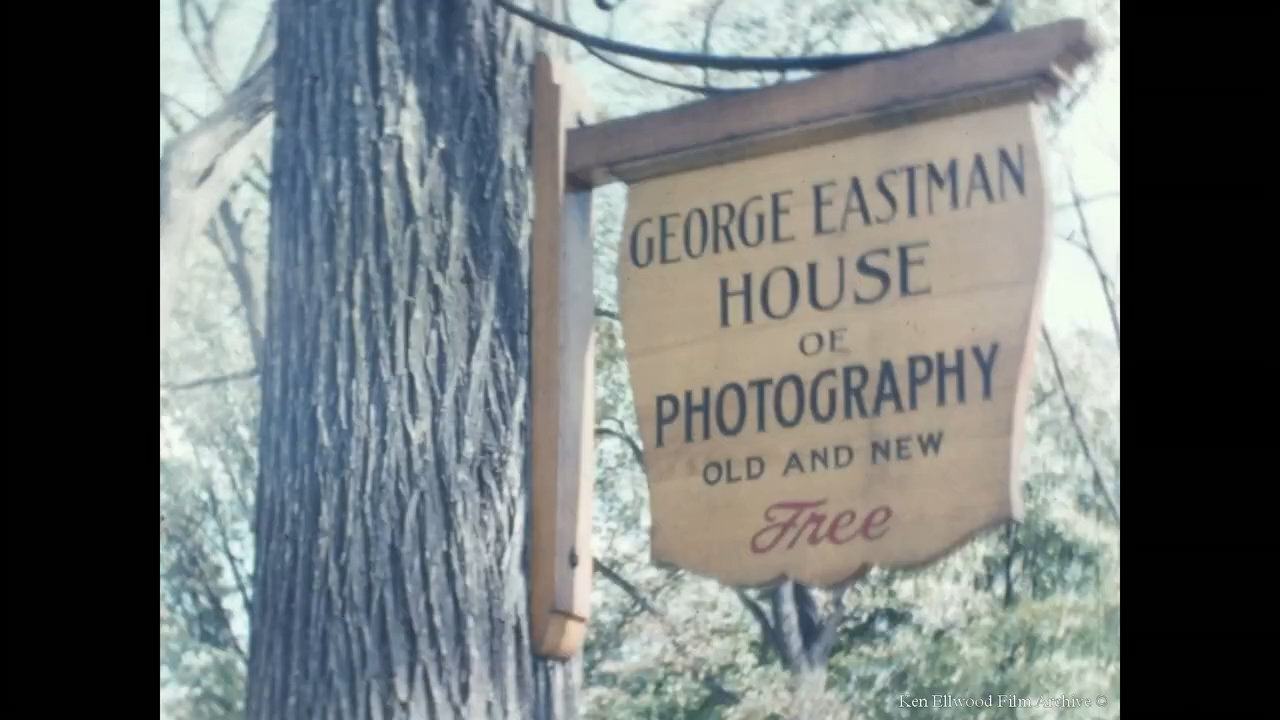 GEORGE EASTMAN
HOUSE
OF
PHOTOGRAPHY
OLD AND NEW
Free
Ken Ellwood Film Archive ©